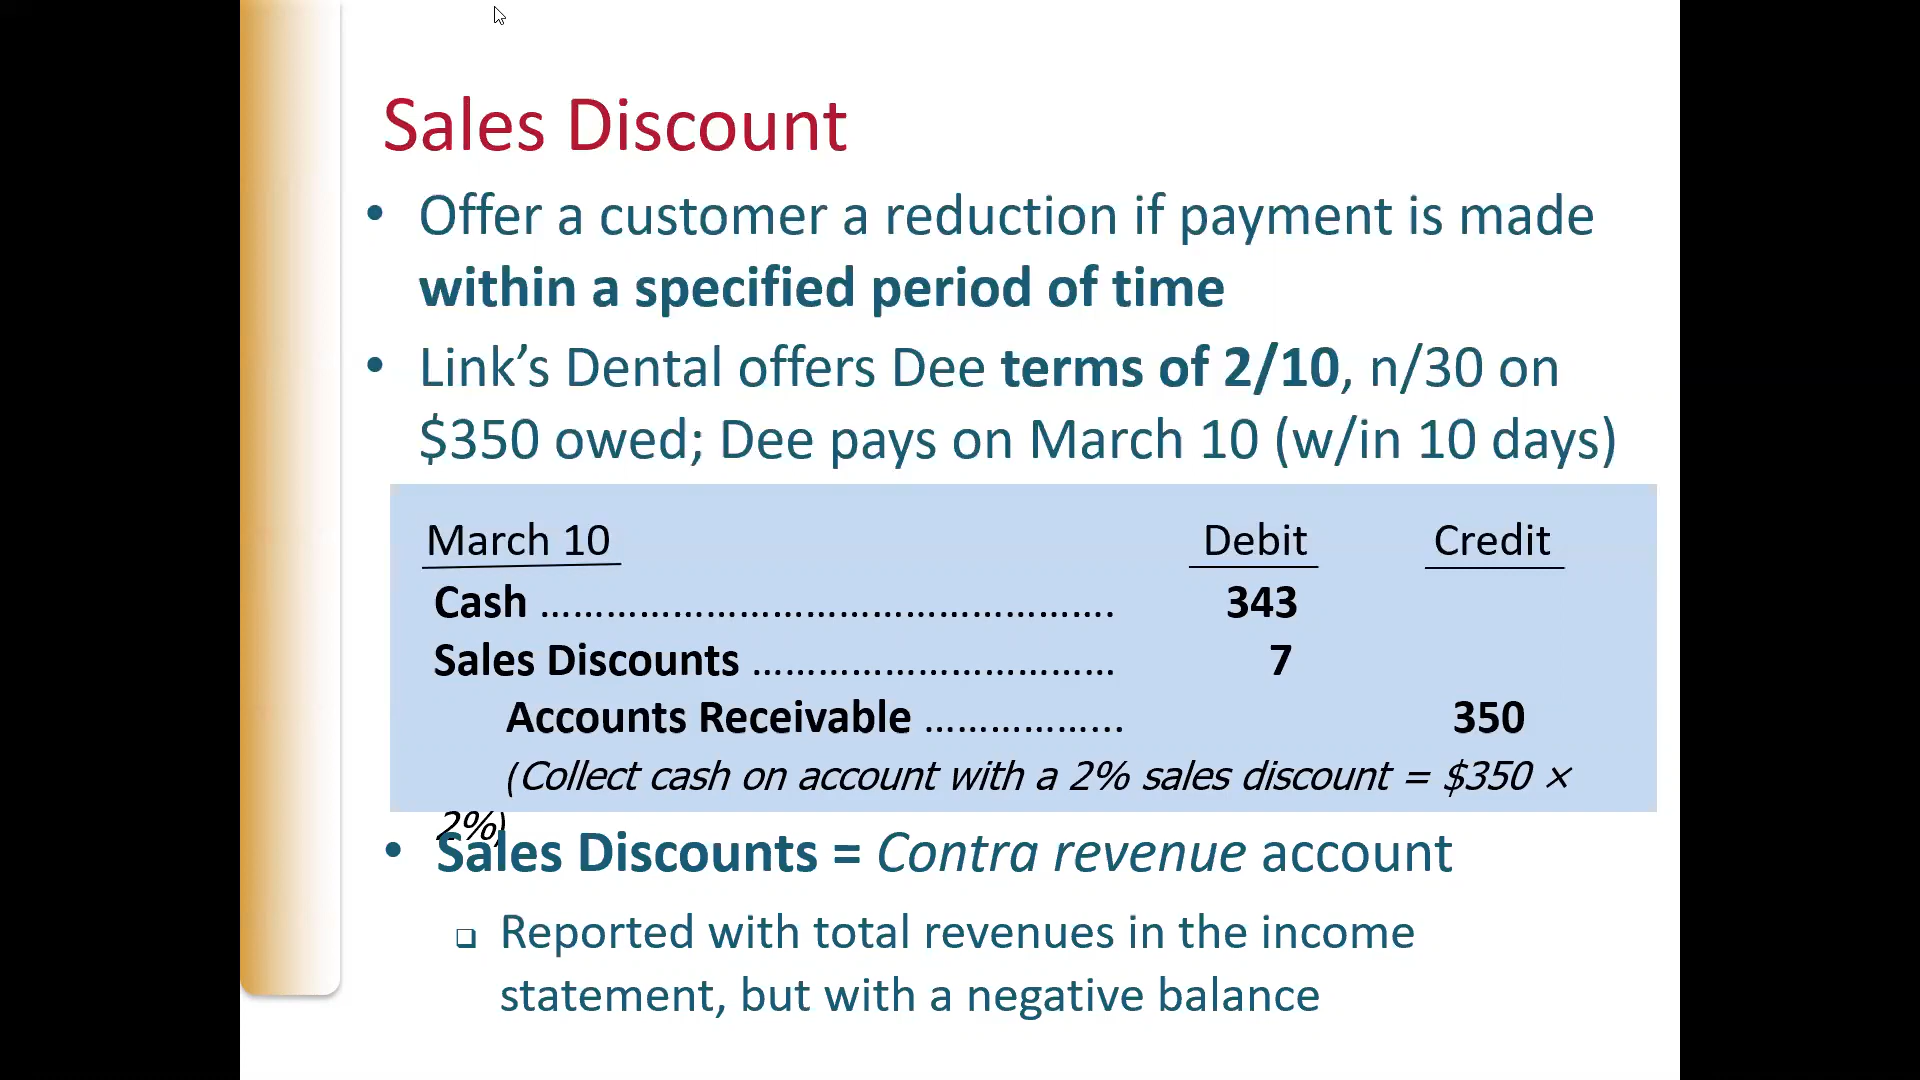 Sales Discount
• Offer a customer a reduction if payment is made
within a specified period of time
• Link’s Dental offers Dee terms of 2/10, n/30 on
$350 owed; Dee pays on March 10 (w/in 10 days)
March 10 Debit Credit
Cash ……………………………………………. 343
Sales Discounts …………………………… 7
Accounts Receivable ……………... 350
(Collect cash on account with a 2% sales discount = $350 ×
2%)
• Sales Discounts = Contra revenue account
❑ Reported with total revenues in the income
statement, but with a negative balance